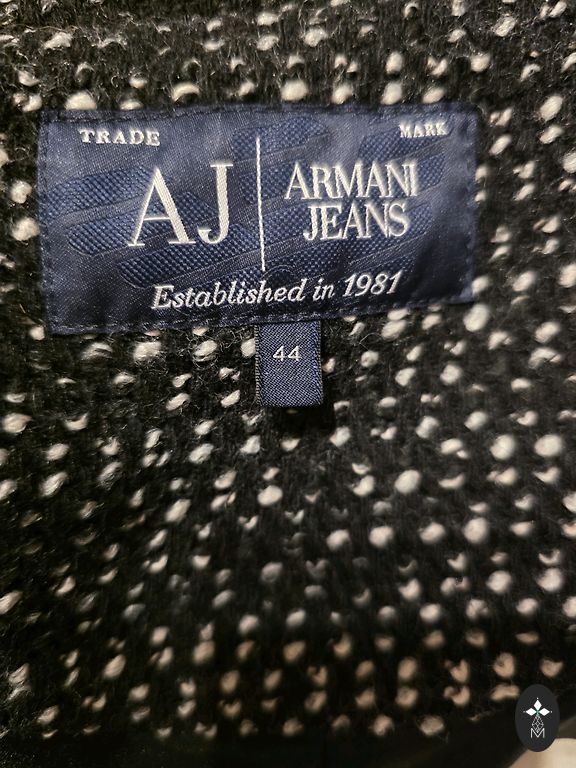 TRADE MARK
AJ
ARMANI
JEANS
Established in 1981
44